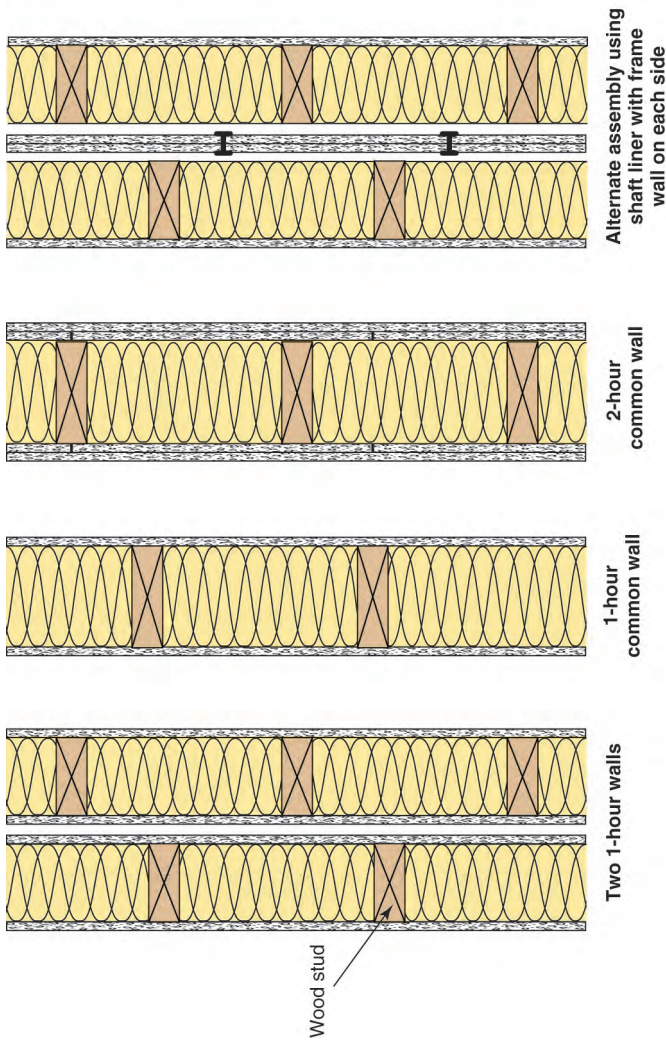 Wood stud
Two 1-hour walls
1-hour
common wall
2-hour
common wall
Alternate assembly using
shaft liner with frame
wall on each side